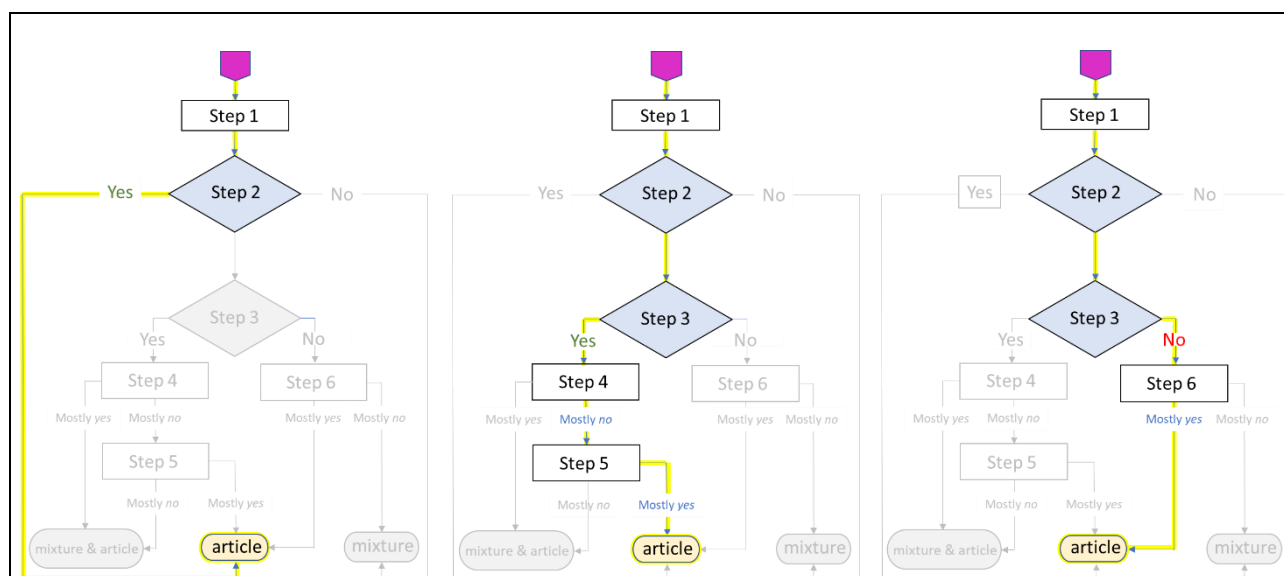 Step 1
Yes
Step 2
No
Step 3
Yes
No
Step 4
Step 6
Mostly yes
Mostly no
Mostly yes
Mostly no
Step 5
Mostly no
Mostly yes
mixture & article
article
mixture
Step 1
Yes
Step 2
No
Step 3
Yes
No
Step 4
Step 6
Mostly yes
Mostly no
Mostly yes
Mostly no
Step 5
Mostly no
Mostly yes
mixture & article
article
mixture
Step 1
Yes
Step 2
No
Step 3
Yes
No
Step 4
Step 6
Mostly yes
Mostly no
Mostly yes
Mostly no
Step 5
Mostly no
Mostly yes
mixture & article
article
mixture